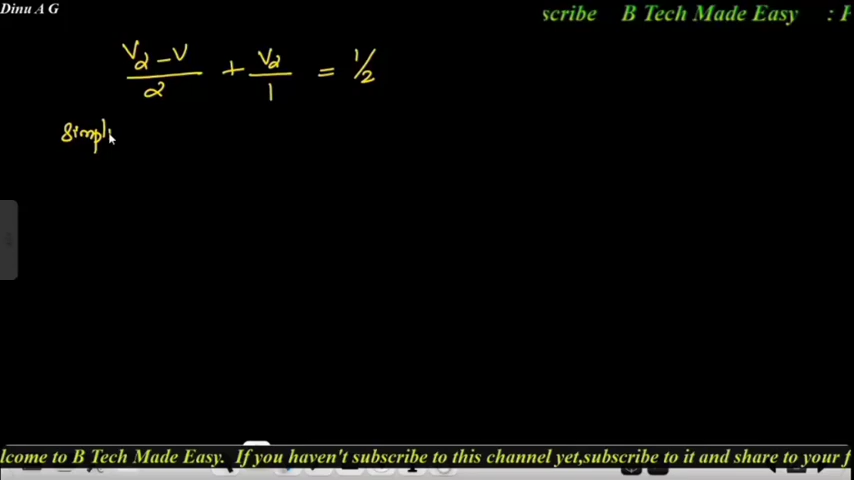 Dinu A G
scribe B Tech Made Easy : F
V2 - V / 2 + V2 / 1 = 1/2
Simpl
lcome to B Tech Made Easy. If you haven't subscribe to this channel yet,subscribe to it and share to your f